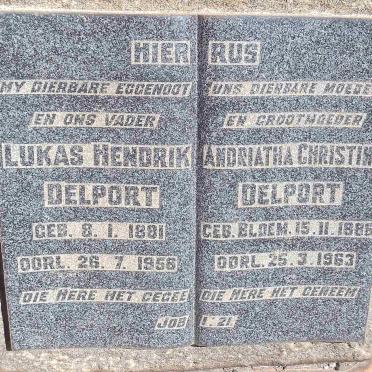 HIER RUS
MY DIERBARE EGGENOOT
EN ONS VADER
LUKAS HENDRIK
DELPORT
GEB. 8. 1. 1881
OORL. 26. 7. 1956
DIE HERE HET GEGEE
ONS DIERBARE MOEDE
EN GROOTMOEDER
ANDRIATHA CHRISTIN
DELPORT
GEB. BLOEM. 15. 11. 1885
OORL. 25. 3. 1963
DIE HERE HET GENEEM
JOB 1:21